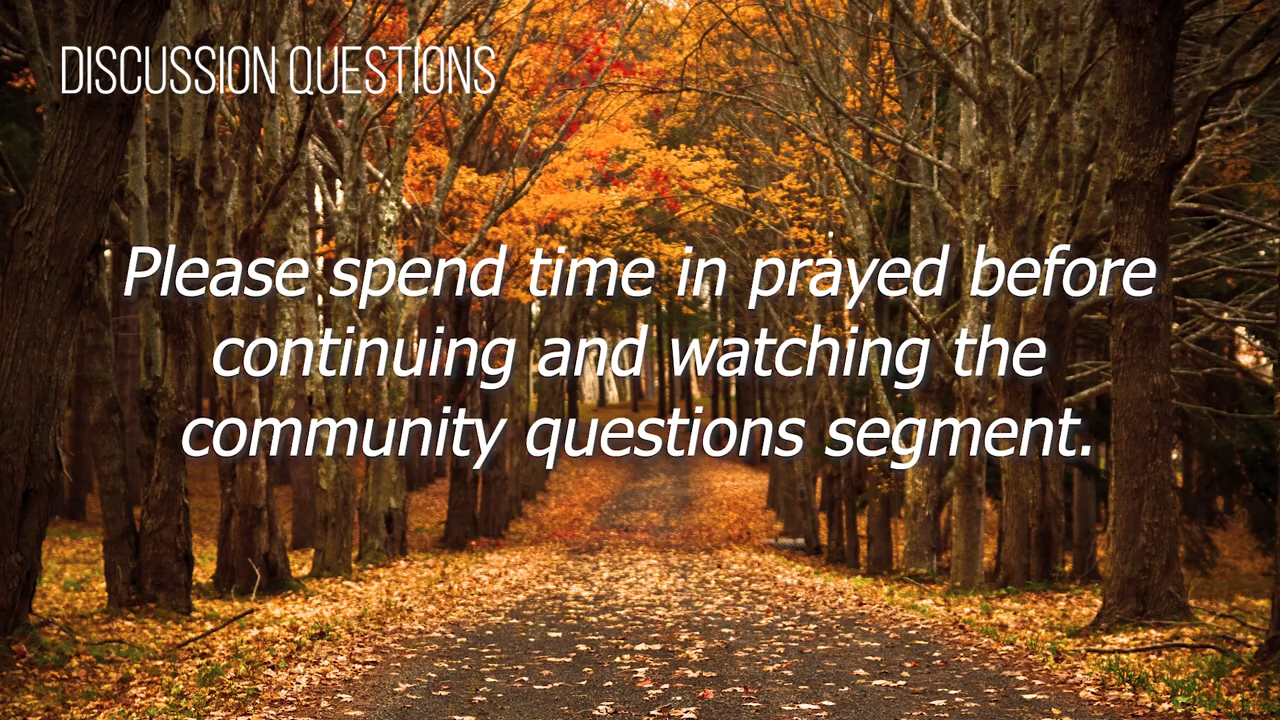 DISCUSSION QUESTIONS
Please spend time in prayed before
continuing and watching the
community questions segment.